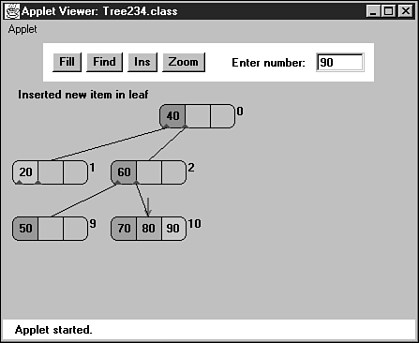 Applet Viewer: Tree234.class
Applet
Fill Find Ins Zoom Enter number: 90
Inserted new item in leaf
40 0
20 1 60 2
50 9 70 80 90 10
Applet started.